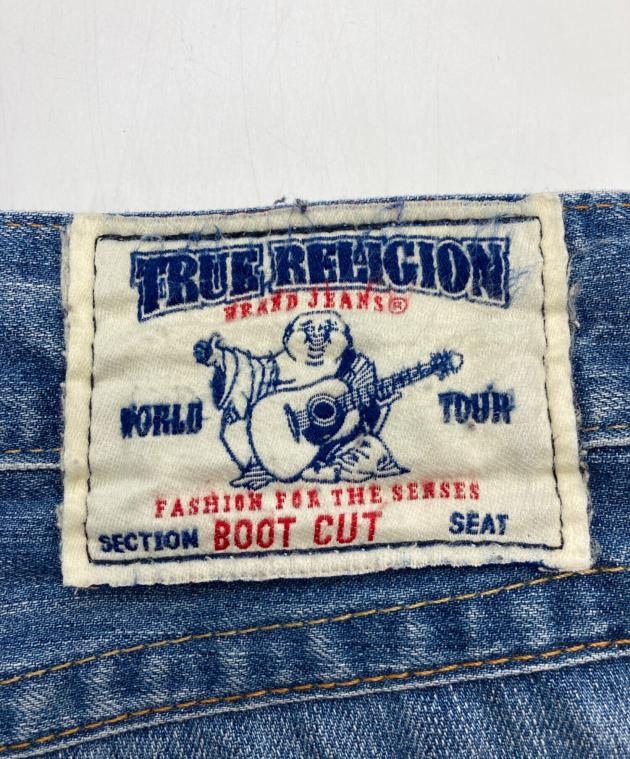 TRUE RELIGION
BRAND JEANS®
WORLD TOUR
FASHION FOR THE SENSES
SECTION BOOT CUT SEAT